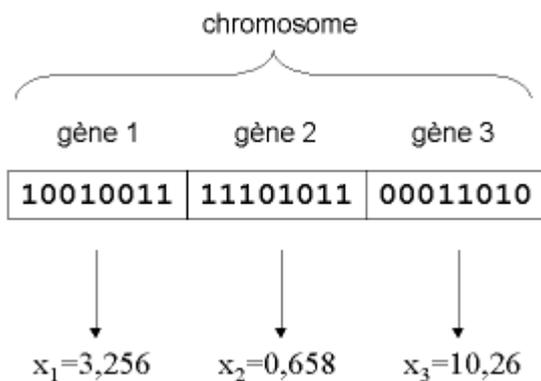 chromosome
gène 1 gène 2 gène 3
10010011 11101011 00011010
x₁=3,256 x₂=0,658 x₃=10,26